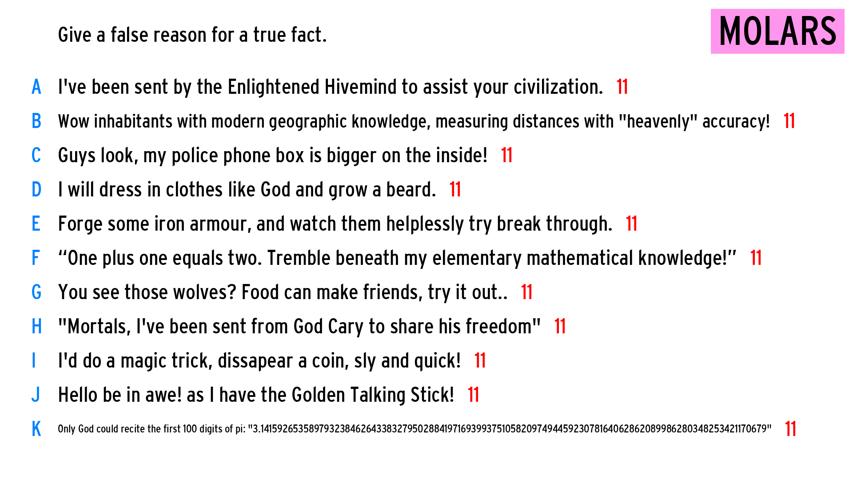 Give a false reason for a true fact.
MOLARS
A I've been sent by the Enlightened Hivemind to assist your civilization. 11
B Wow inhabitants with modern geographic knowledge, measuring distances with "heavenly" accuracy! 11
C Guys look, my police phone box is bigger on the inside! 11
D I will dress in clothes like God and grow a beard. 11
E Forge some iron armour, and watch them helplessly try break through. 11
F “One plus one equals two. Tremble beneath my elementary mathematical knowledge!” 11
G You see those wolves? Food can make friends, try it out.. 11
H "Mortals, I've been sent from God Cary to share his freedom" 11
I I'd do a magic trick, dissapear a coin, sly and quick! 11
J Hello be in awe! as I have the Golden Talking Stick! 11
K Only God could recite the first 100 digits of pi: "3.1415926535897932384626433832795028841971693993751058209749445923078164062862089986280348253421170679" 11